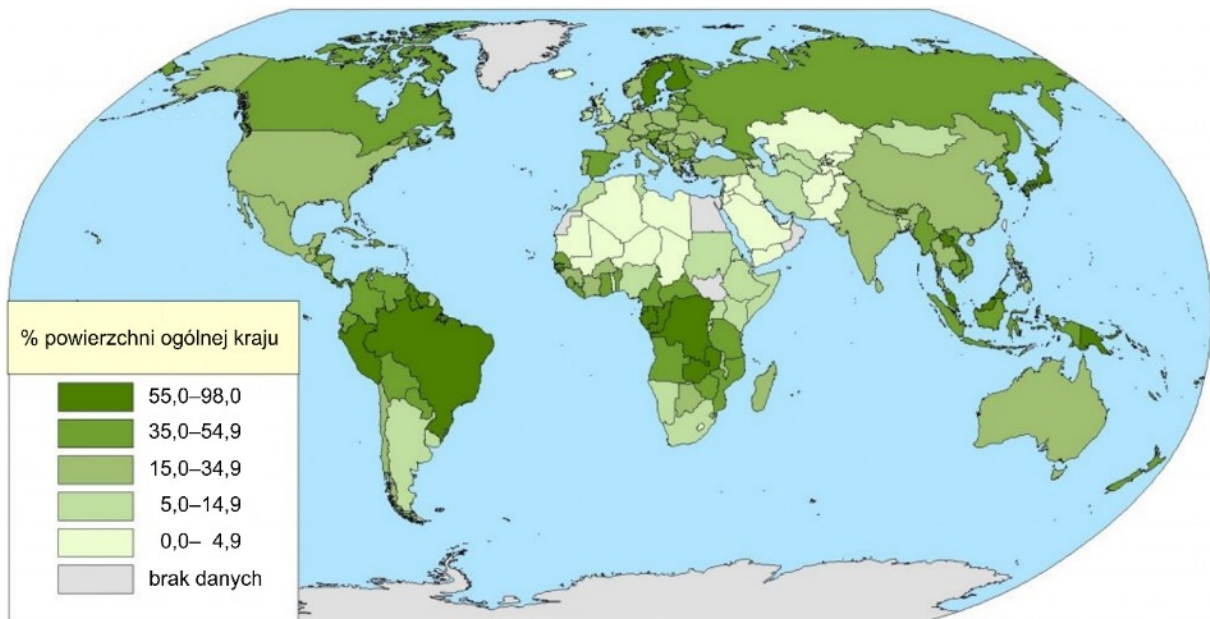 % powierzchni ogólnej kraju
55,0–98,0
35,0–54,9
15,0–34,9
5,0–14,9
0,0– 4,9
brak danych